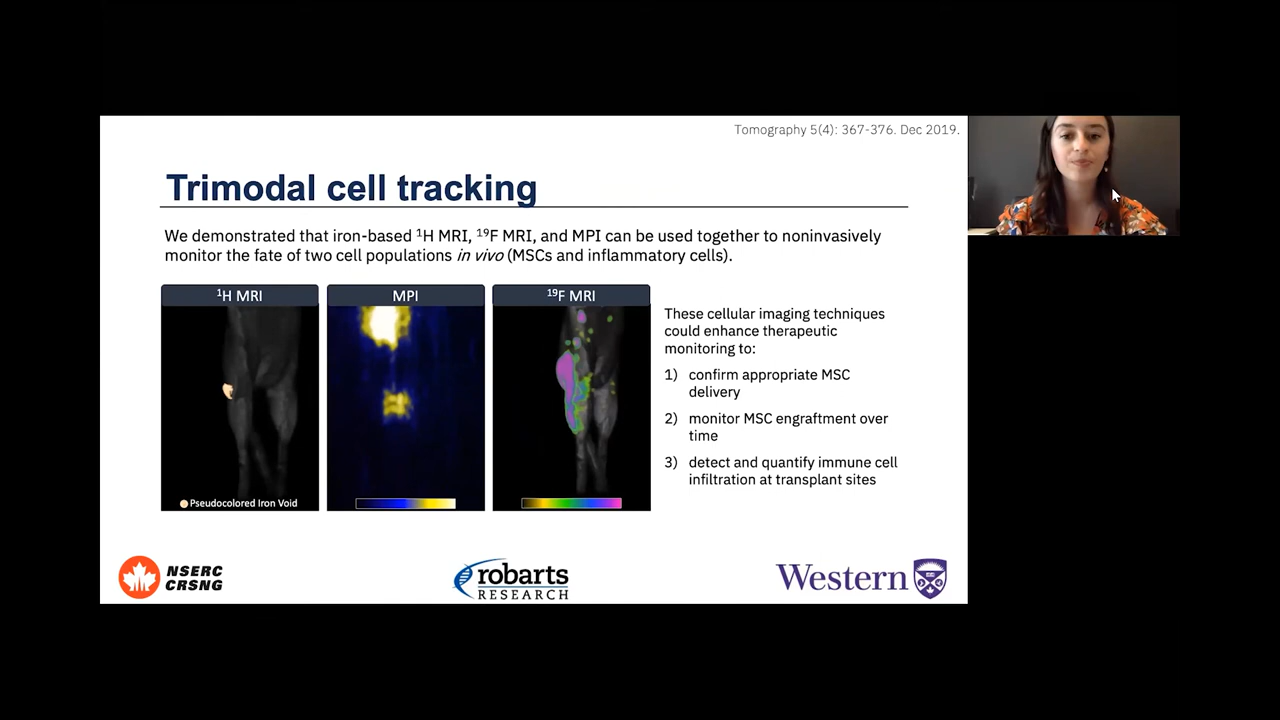 Tomography 5(4): 367-376. Dec 2019.
Trimodal cell tracking
We demonstrated that iron-based ¹H MRI, ¹⁹F MRI, and MPI can be used together to noninvasively
monitor the fate of two cell populations in vivo (MSCs and inflammatory cells).
¹H MRI
MPI
¹⁹F MRI
Pseudocolored Iron Void
These cellular imaging techniques
could enhance therapeutic
monitoring to:
1) confirm appropriate MSC
delivery
2) monitor MSC engraftment over
time
3) detect and quantify immune cell
infiltration at transplant sites
NSERC
CRSNG
robarts
RESEARCH
Western